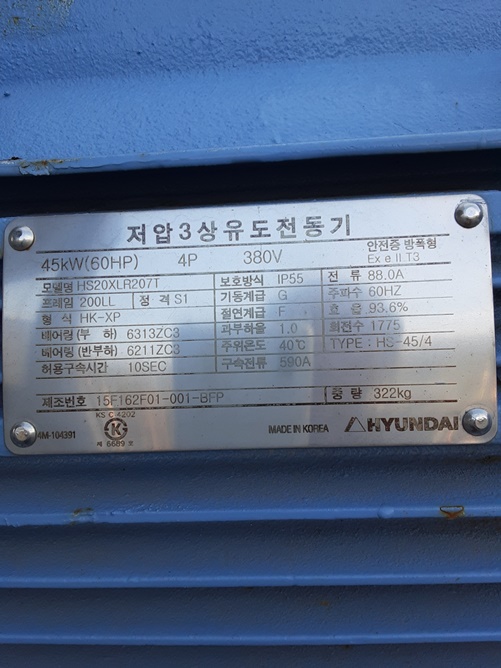 저압3상유도전동기
45kW(60HP) 4P 380V 안전증 방폭형 Ex e II T3
모델명 HS20XLR207T 보호방식 IP55 전류 88.0A
프레임 200LL 정격 S1 기동계급 G 주파수 60HZ
형식 HK-XP 절연계급 F 효율 93.6%
베어링(부하) 6313ZC3 과부하율 1.0 회전수 1775
베어링(반부하) 6211ZC3 주위온도 40℃ TYPE: HS-45/4
허용구속시간 10SEC 구속전류 590A
제조번호 15F162F01-001-BFP 중량 322kg
KS C 4202
4M-104391 K MADE IN KOREA HYUNDAI
제 6689 호